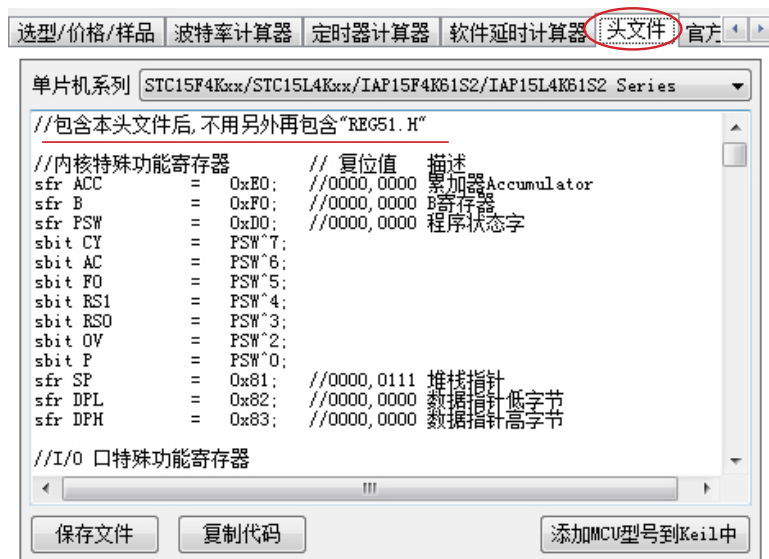 选型/价格/样品 波特率计算器 定时器计算器 软件延时计算器 头文件 官方
单片机系列 STC15F4Kxx/STC15L4Kxx/IAP15F4K61S2/IAP15L4K61S2 Series
//包含本头文件后,不用另外再包含"REG51.H"
//内核特殊功能寄存器 // 复位值 描述
sfr ACC = 0xE0; //0000,0000 累加器Accumulator
sfr B = 0xF0; //0000,0000 B寄存器
sfr PSW = 0xD0; //0000,0000 程序状态字
sbit CY = PSW^7;
sbit AC = PSW^6;
sbit F0 = PSW^5;
sbit RS1 = PSW^4;
sbit RS0 = PSW^3;
sbit OV = PSW^2;
sbit P = PSW^0;
sfr SP = 0x81; //0000,0111 堆栈指针
sfr DPL = 0x82; //0000,0000 数据指针低字节
sfr DPH = 0x83; //0000,0000 数据指针高字节
//I/O 口特殊功能寄存器
保存文件 复制代码 添加MCU型号到Keil中